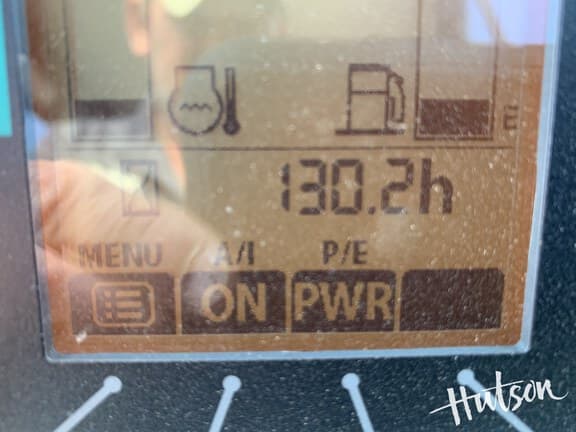 E
130.2h
MENU A/I P/E
ON PWR
Hutson